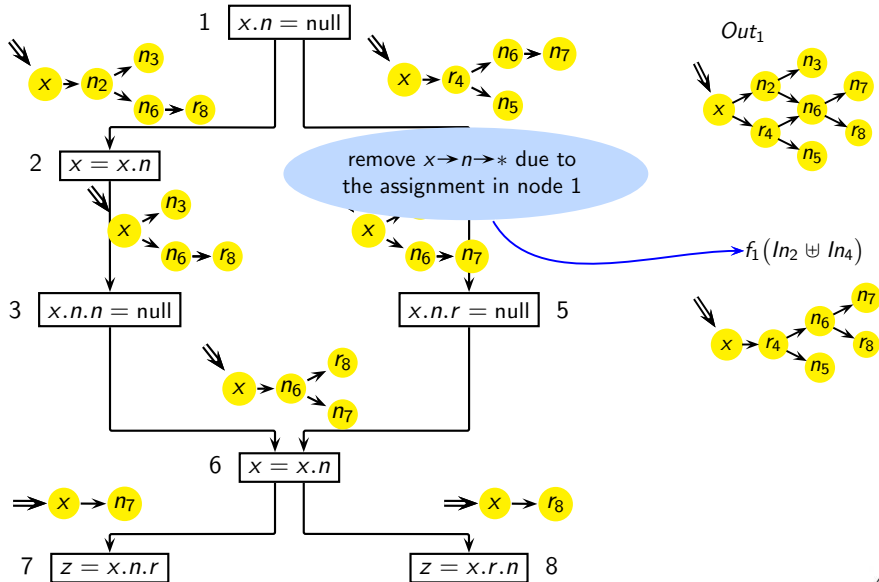 1 x.n = null
Out₁
x n₂ n₃ n₆ r₈
x r₄ n₆ n₇ n₅
x n₂ n₃ r₄ n₆ n₇ r₈ n₅
2 x = x.n
remove x→n→∗ due to
the assignment in node 1
x n₃ n₆ r₈
x n₆ n₇
f₁(In₂ ⊎ In₄)
3 x.n.n = null
x.n.r = null 5
x r₄ n₆ n₇ r₈ n₅
x n₆ r₈ n₇
6 x = x.n
x n₇
x r₈
7 z = x.n.r
z = x.r.n 8